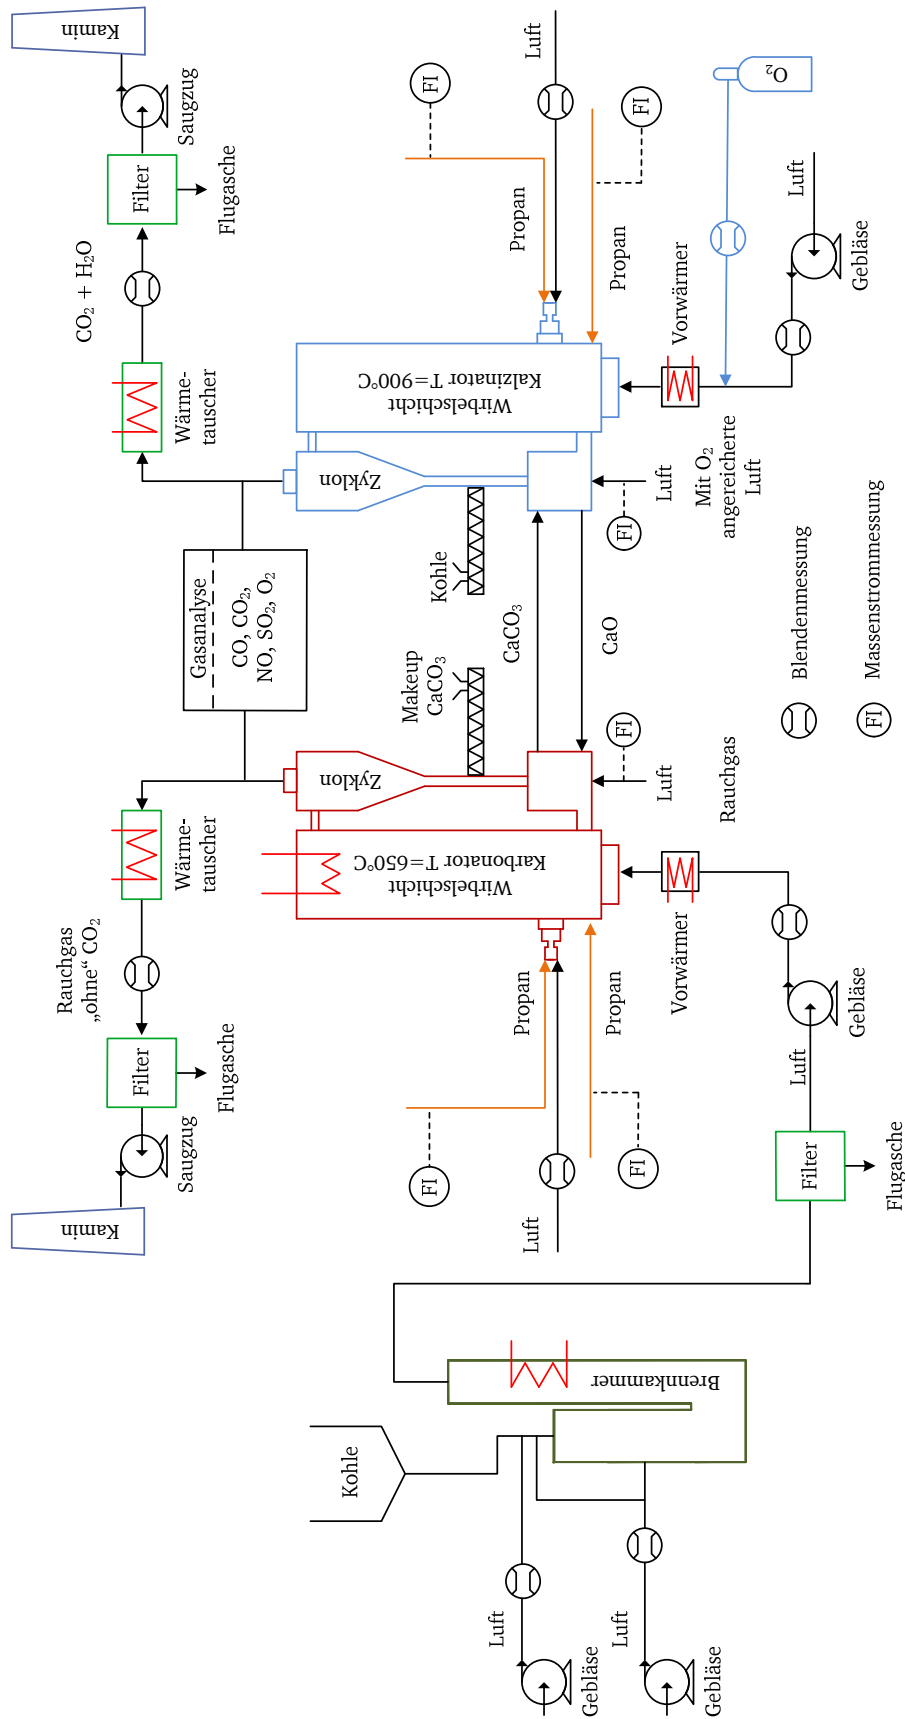 Kamin
Saugzug
Filter
Flugasche
Rauchgas
„ohne“ CO₂
Wärme-
tauscher
Gasanalyse
CO, CO₂,
NO, SO₂, O₂
Wärme-
tauscher
CO₂ + H₂O
Filter
Flugasche
Saugzug
Kamin
Kohle
Luft
Gebläse
Luft
Gebläse
Brennkammer
FI
Luft
Propan
Propan
FI
Wirbelschicht
Karbonator T=650°C
Zyklon
Makeup
CaCO₃
Kohle
CaCO₃
CaO
FI
Luft
Zyklon
Wirbelschicht
Kalzinator T=900°C
FI
Luft
Propan
Luft
FI
Propan
FI
Filter
Flugasche
Luft
Gebläse
Vorwärmer
Rauchgas
Mit O₂
angereicherte
Luft
Vorwärmer
Gebläse
Luft
O₂
Blendenmessung
FI
Massenstrommessung